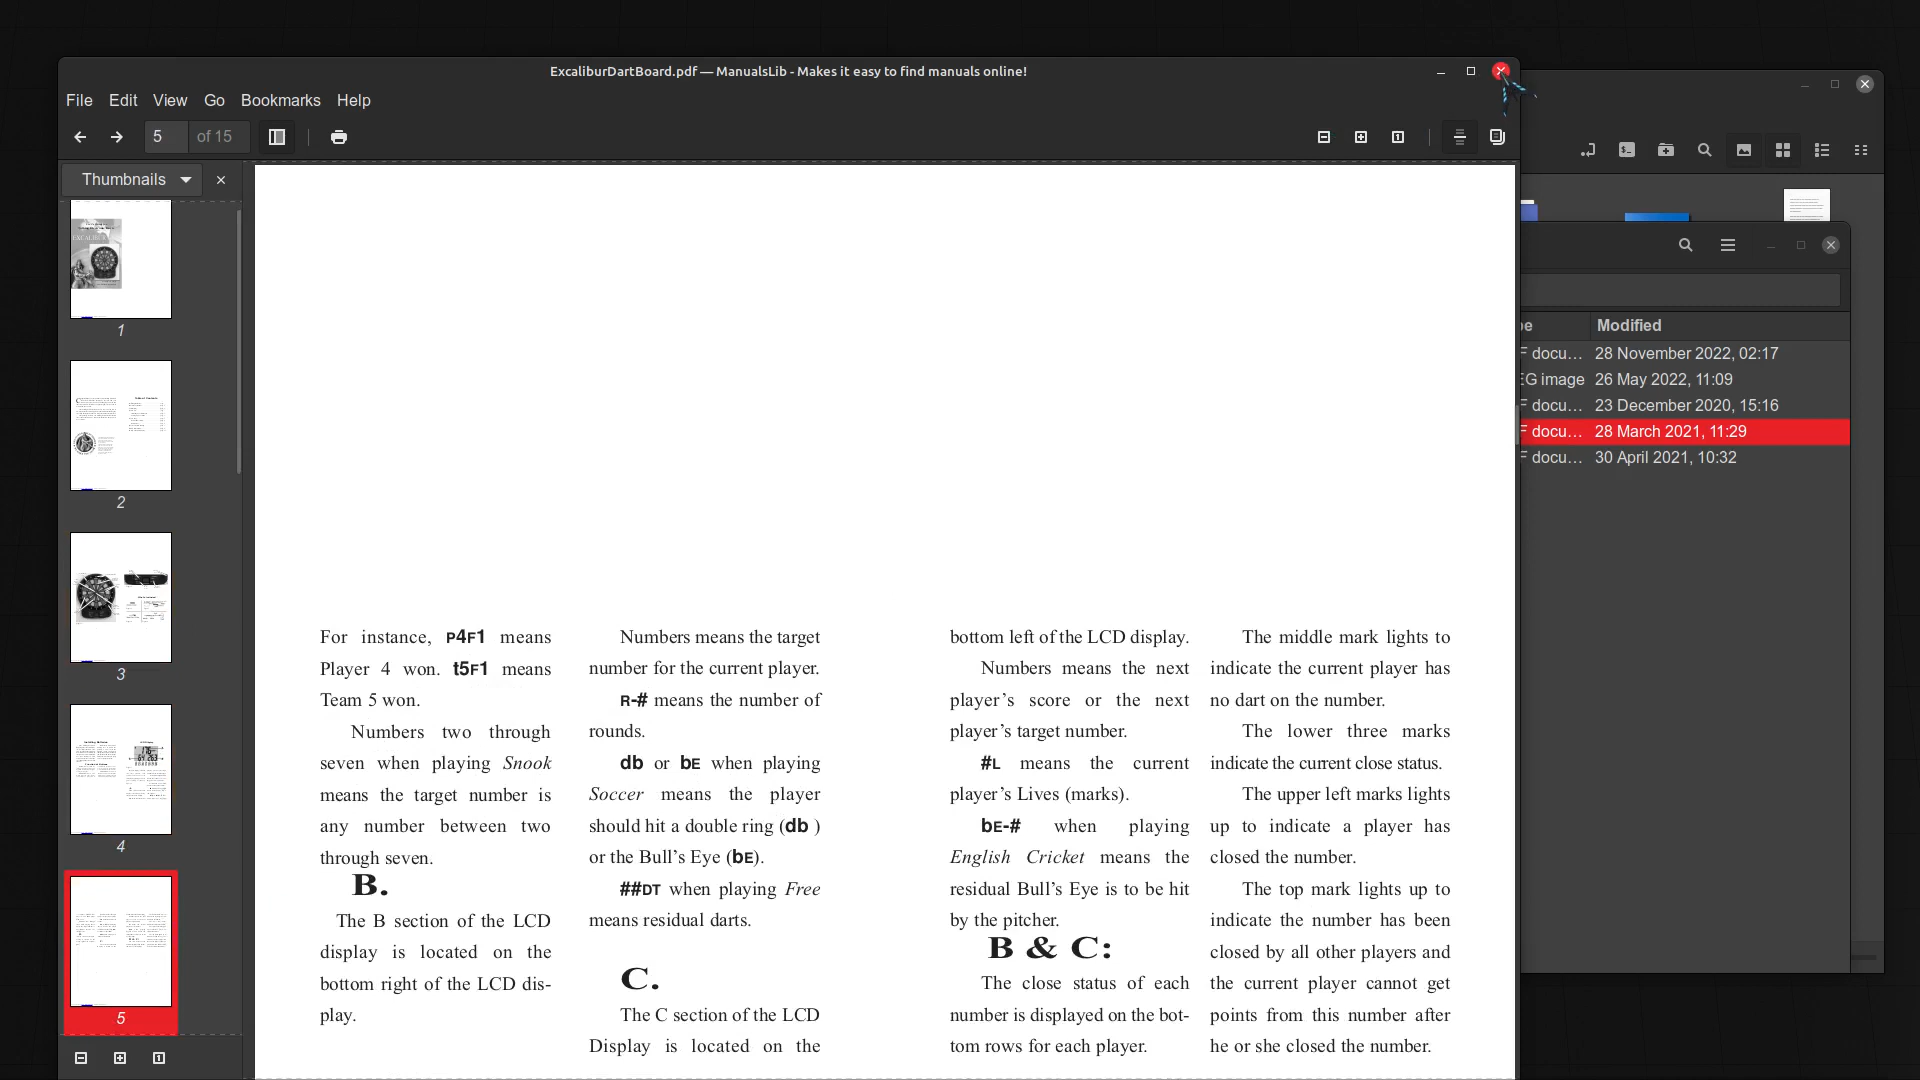 ExcaliburDartBoard.pdf — ManualsLib - Makes it easy to find manuals online!
File Edit View Go Bookmarks Help
5 of 15
Thumbnails
1
2
3
4
5
For instance, P4F1 means
Player 4 won. t5F1 means
Team 5 won.
Numbers two through
seven when playing Snook
means the target number is
any number between two
through seven.
B.
The B section of the LCD
display is located on the
bottom right of the LCD dis-
play.
Numbers means the target
number for the current player.
R-# means the number of
rounds.
db or bE when playing
Soccer means the player
should hit a double ring (db )
or the Bull's Eye (bE).
##DT when playing Free
means residual darts.
C.
The C section of the LCD
Display is located on the
bottom left of the LCD display.
Numbers means the next
player's score or the next
player's target number.
#L means the current
player's Lives (marks).
bE-# when playing
English Cricket means the
residual Bull's Eye is to be hit
by the pitcher.
B & C:
The close status of each
number is displayed on the bot-
tom rows for each player.
The middle mark lights to
indicate the current player has
no dart on the number.
The lower three marks
indicate the current close status.
The upper left marks lights
up to indicate a player has
closed the number.
The top mark lights up to
indicate the number has been
closed by all other players and
the current player cannot get
points from this number after
he or she closed the number.
Modified
F docu… 28 November 2022, 02:17
EG image 26 May 2022, 11:09
F docu… 23 December 2020, 15:16
F docu… 28 March 2021, 11:29
F docu… 30 April 2021, 10:32